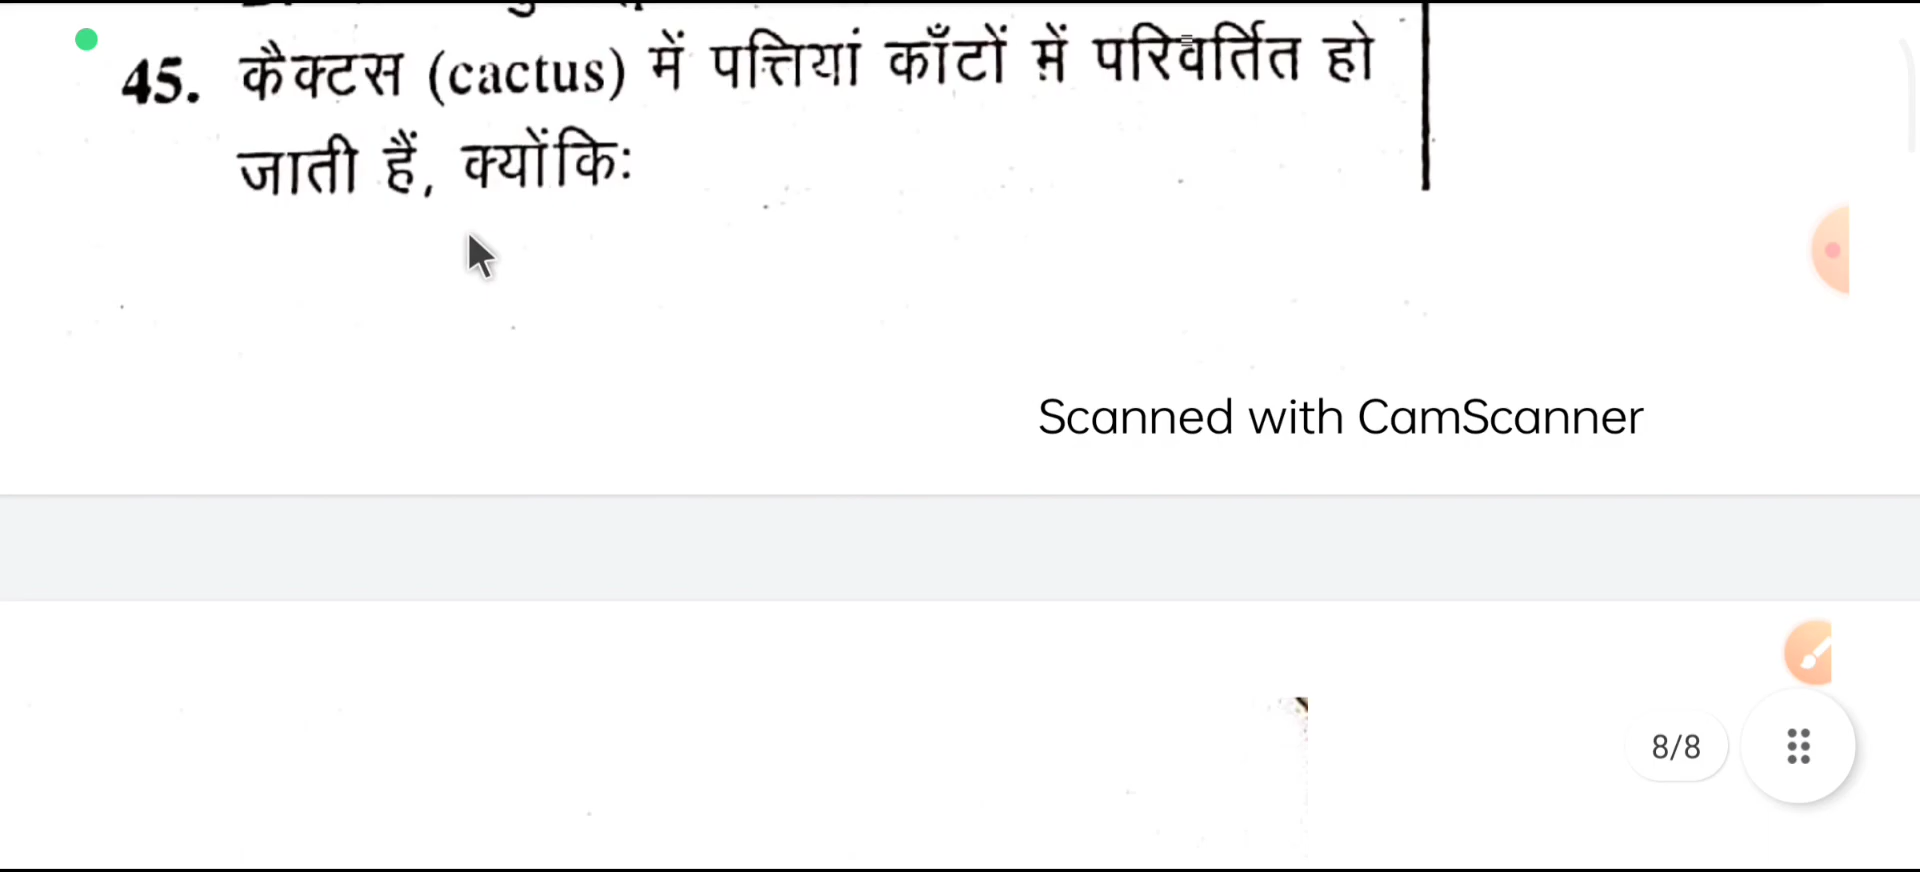 45. कैक्टस (cactus) में पत्तियां काँटों में परिवर्तित हो
जाती हैं, क्योंकि:
Scanned with CamScanner
8/8